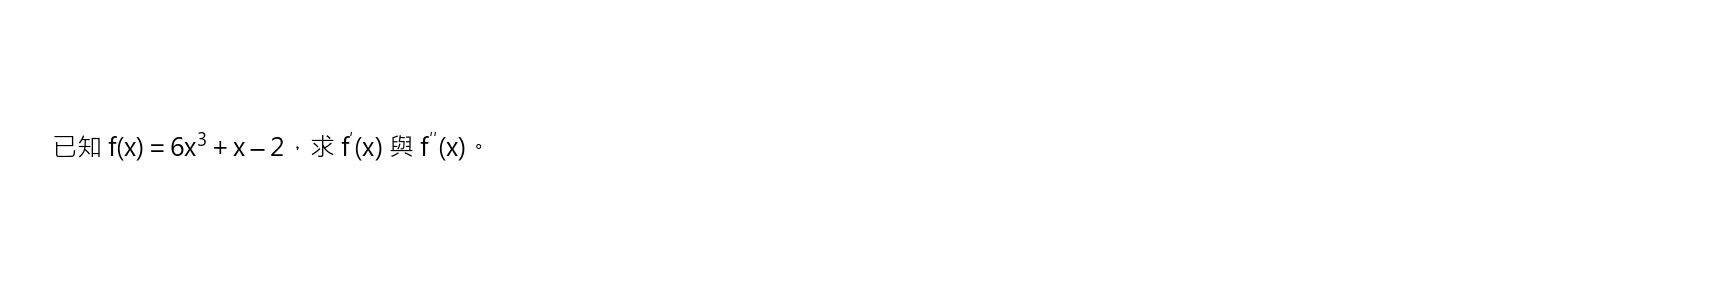 已知 f(x) = 6x³ + x – 2，求 f′(x) 與 f′′(x)。